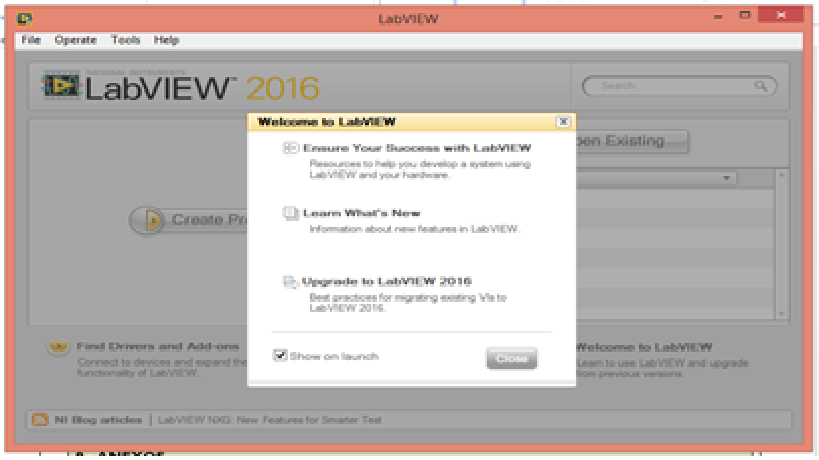 LabVIEW
File Operate Tools Help
NATIONAL INSTRUMENTS
LabVIEW™ 2016
Search
Welcome to LabVIEW
Ensure Your Success with LabVIEW
Resources to help you develop a system using
LabVIEW and your hardware.
Learn What's New
Information about new features in LabVIEW.
Upgrade to LabVIEW 2016
Best practices for migrating existing VIs to
LabVIEW 2016.
Show on launch
Close
Create Pr
pen Existing
Find Drivers and Add-ons
Connect to devices and expand the
functionality of LabVIEW.
Welcome to LabVIEW
Learn to use LabVIEW and upgrade
from previous versions.
NI Blog articles | LabVIEW NXG: New Features for Smarter Test
ANEXOS